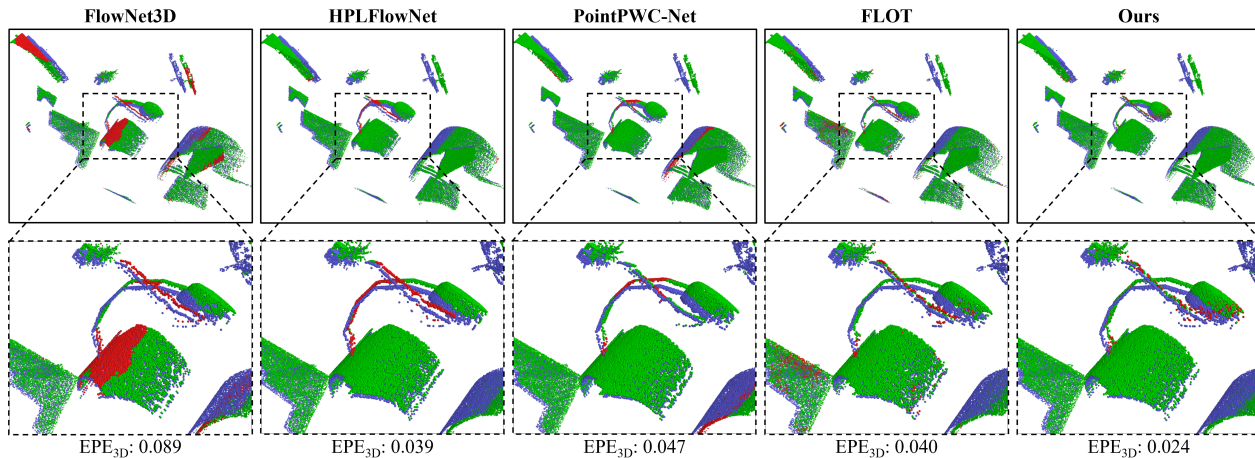 FlowNet3D HPLFlowNet PointPWC-Net FLOT Ours
EPE3D: 0.089 EPE3D: 0.039 EPE3D: 0.047 EPE3D: 0.040 EPE3D: 0.024